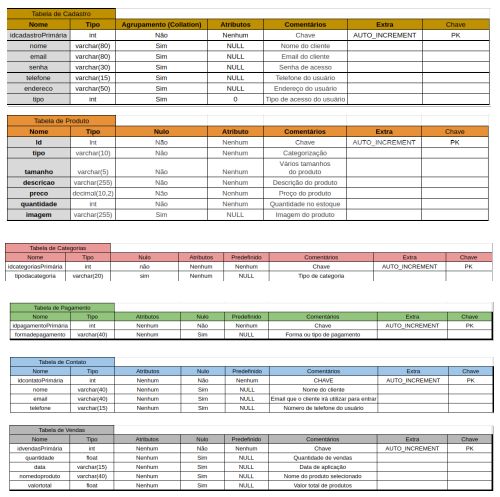 Tabela de Cadastro
Nome Tipo Agrupamento (Collation) Atributos Comentários Extra Chave
idcadastroPrimária int Não Nenhum Chave AUTO_INCREMENT PK
nome varchar(80) Sim NULL Nome do cliente
email varchar(80) Sim NULL Email do cliente
senha varchar(30) Sim NULL Senha de acesso
telefone varchar(15) Sim NULL Telefone do usuário
endereco varchar(50) Sim NULL Endereço do usuário
tipo int Sim 0 Tipo de acesso do usuário
Tabela de Produto
Nome Tipo Nulo Atributo Comentários Extra Chave
Id int Não Nenhum Chave AUTO_INCREMENT PK
tipo varchar(10) Não Nenhum Categorização
Vários tamanhos
tamanho varchar(5) Não Nenhum do produto
descricao varchar(255) Não Nenhum Descrição do produto
preco decimal(10,2) Não Nenhum Preço do produto
quantidade int Não Nenhum Quantidade no estoque
imagem varchar(255) Sim NULL Imagem do produto
Tabela de Categorias
Nome Tipo Nulo Atributos Predefinido Comentários Extra Chave
idcategoriasPrimária int não Nenhum Nenhum Chave AUTO_INCREMENT PK
tipodacategoria varchar(20) sim Nenhum NULL Tipo de categoria
Tabela de Pagamento
Nome Tipo Atributos Nulo Predefinido Comentários Extra Chave
idpagamentoPrimária int Nenhum Não Nenhum Chave AUTO_INCREMENT PK
formadepagamento varchar(40) Nenhum Sim NULL Forma ou tipo de pagamento
Tabela de Contato
Nome Tipo Atributos Nulo Predefinido Comentários Extra Chave
idcontatoPrimária int Nenhum Não Nenhum CHAVE AUTO_INCREMENT PK
nome varchar(40) Nenhum Sim NULL Nome do cliente
email varchar(40) Nenhum Sim NULL Email que o cliente irá utilizar para entrar
telefone varchar(15) Nenhum Sim NULL Número de telefone do usuário
Tabela de Vendas
Nome Tipo Atributos Nulo Predefinido Comentários Extra Chave
idvendasPrimária int Nenhum Não Nenhum Chave AUTO_INCREMENT PK
quantidade float Nenhum Sim NULL Quantidade de vendas
data varchar(15) Nenhum Sim NULL Data de aplicação
nomedoproduto varchar(40) Nenhum Sim NULL Nome do produto selecionado
valortotal float Nenhum Sim NULL Valor total de produtos